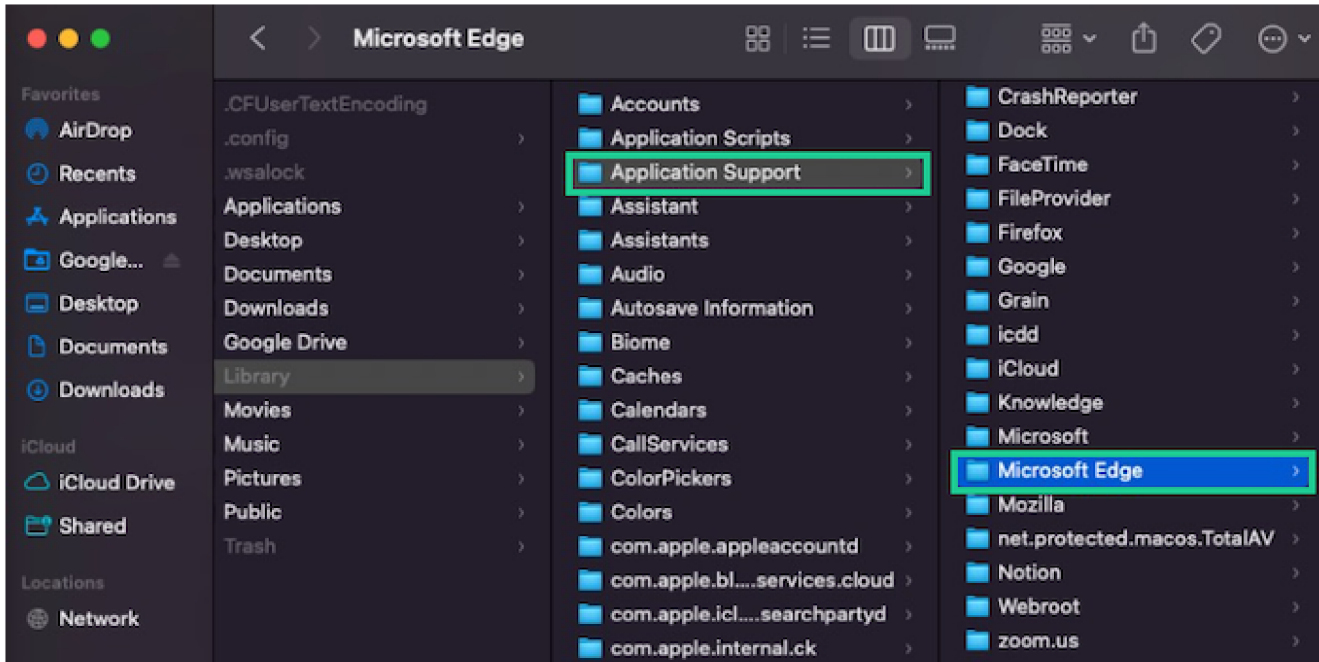 Microsoft Edge
Favorites
AirDrop
Recents
Applications
Google...
Desktop
Documents
Downloads
iCloud
iCloud Drive
Shared
Locations
Network
.CFUserTextEncoding
.config
.wsalock
Applications
Desktop
Documents
Downloads
Google Drive
Library
Movies
Music
Pictures
Public
Trash
Accounts
Application Scripts
Application Support
Assistant
Assistants
Audio
Autosave Information
Biome
Caches
Calendars
CallServices
ColorPickers
Colors
com.apple.appleaccountd
com.apple.bl....services.cloud
com.apple.icl....searchpartyd
com.apple.internal.ck
CrashReporter
Dock
FaceTime
FileProvider
Firefox
Google
Grain
icdd
iCloud
Knowledge
Microsoft
Microsoft Edge
Mozilla
net.protected.macos.TotalAV
Notion
Webroot
zoom.us